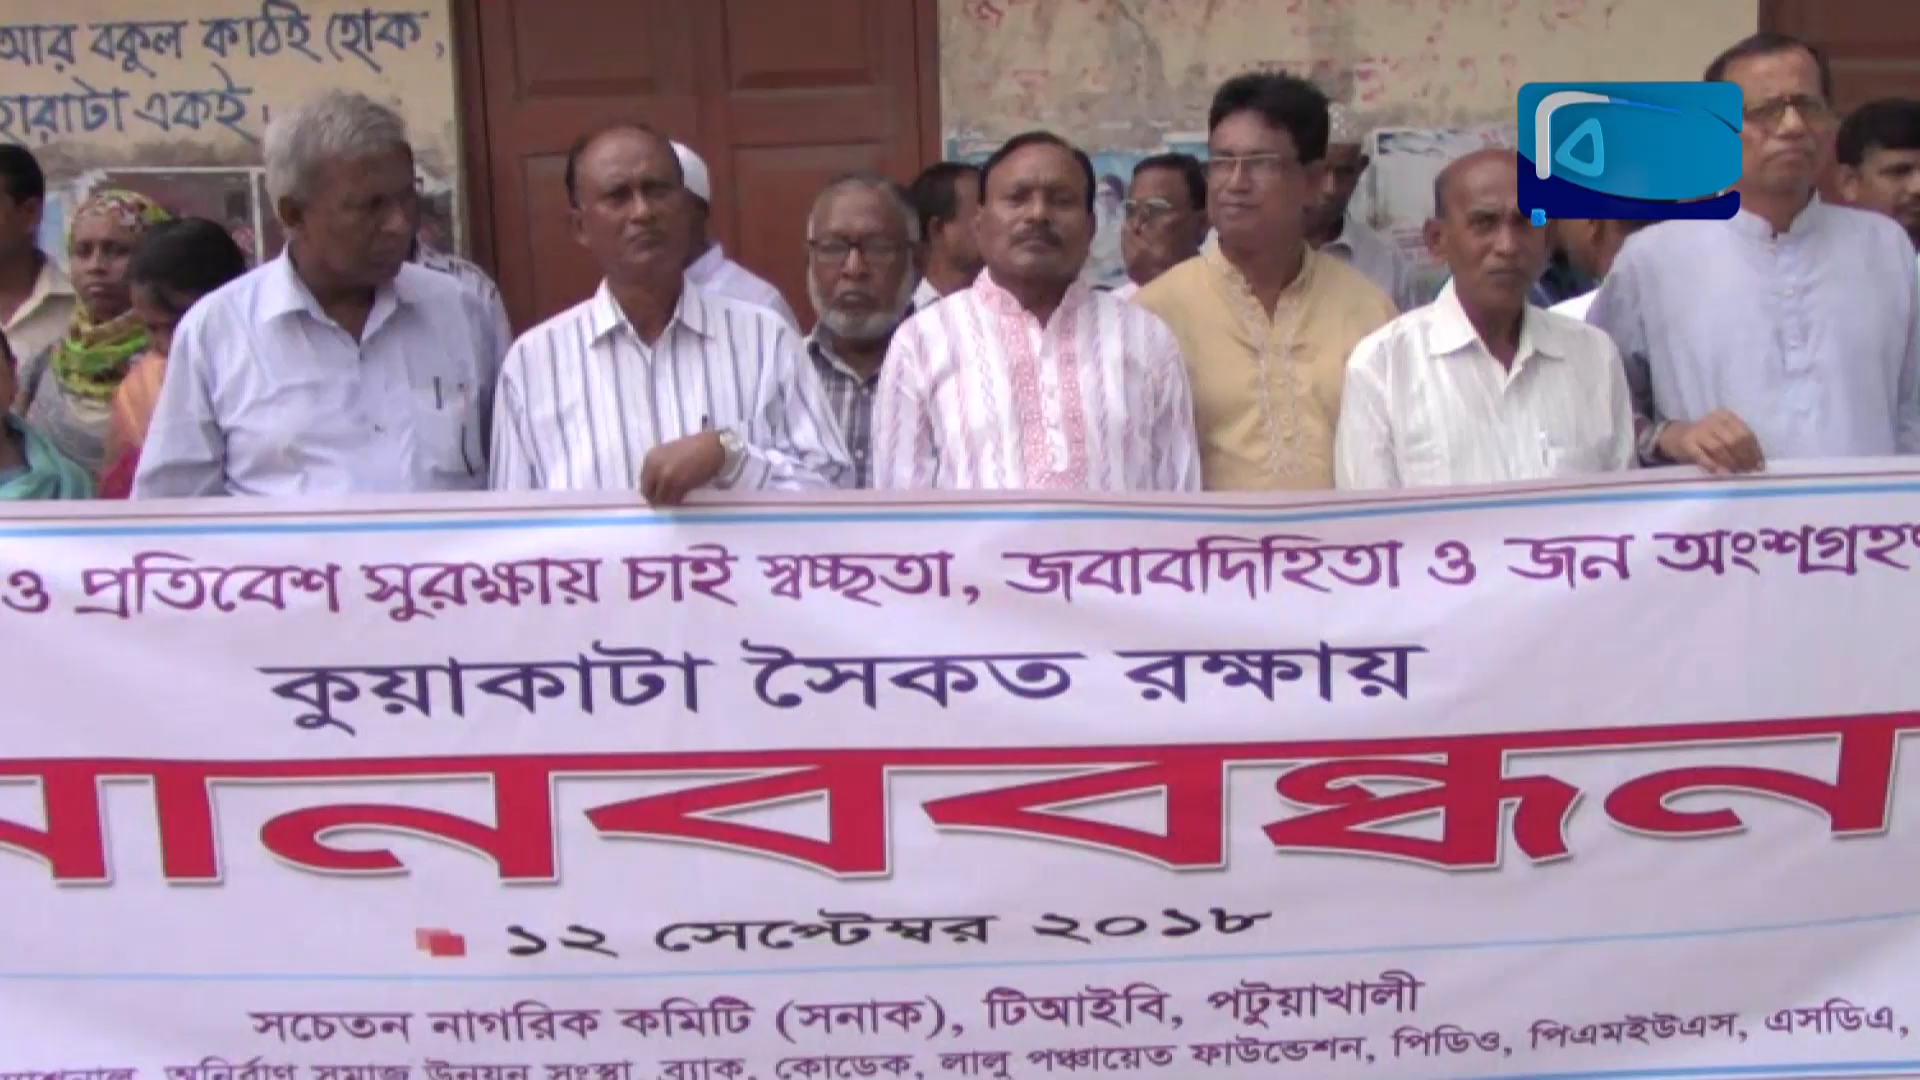 আর বকুল কাঠই হোক,
হারাটা একই।
ও প্রতিবেশ সুরক্ষায় চাই স্বচ্ছতা, জবাবদিহিতা ও জন অংশগ্রহণ
কুয়াকাটা সৈকত রক্ষায়
মানববন্ধন
১২ সেপ্টেম্বর ২০১৮
সচেতন নাগরিক কমিটি (সনাক), টিআইবি, পটুয়াখালী
অনির্বাণ সমাজ উন্নয়ন সংস্থা, ব্র্যাক, কোডেক, লালু পঞ্চায়েত ফাউন্ডেশন, পিডিও, পিএমইউএস, এসডিএ,